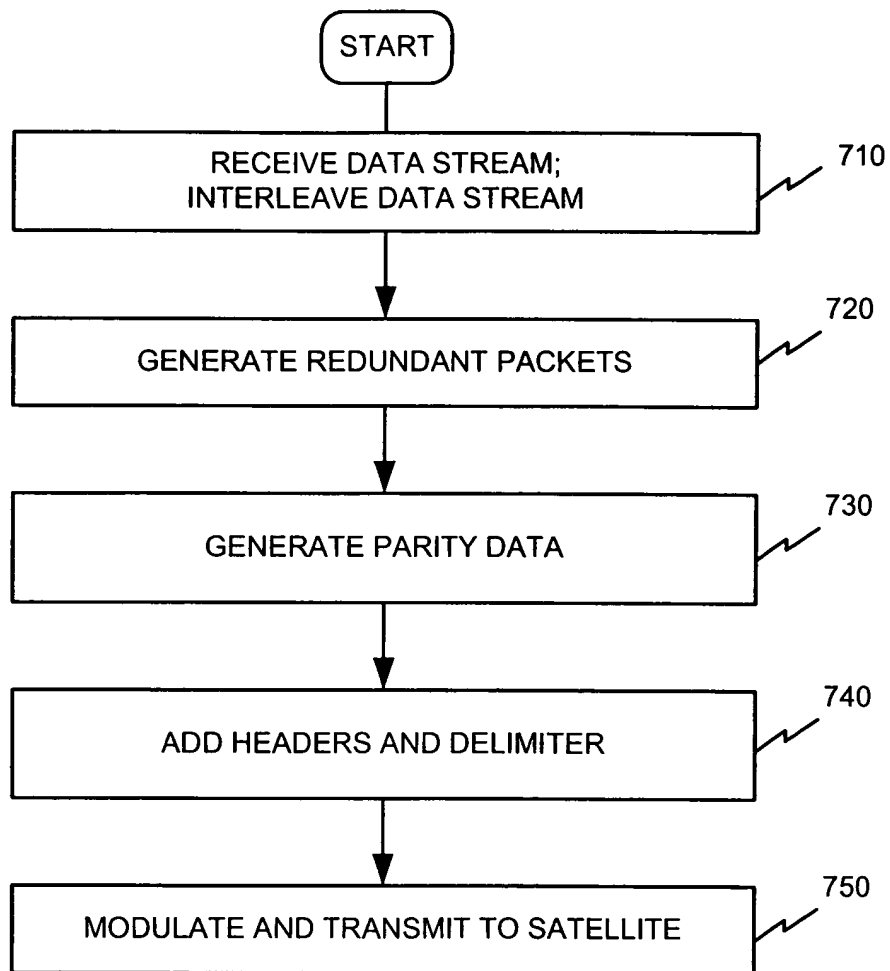 START
RECEIVE DATA STREAM;
INTERLEAVE DATA STREAM
710
GENERATE REDUNDANT PACKETS
720
GENERATE PARITY DATA
730
ADD HEADERS AND DELIMITER
740
MODULATE AND TRANSMIT TO SATELLITE
750